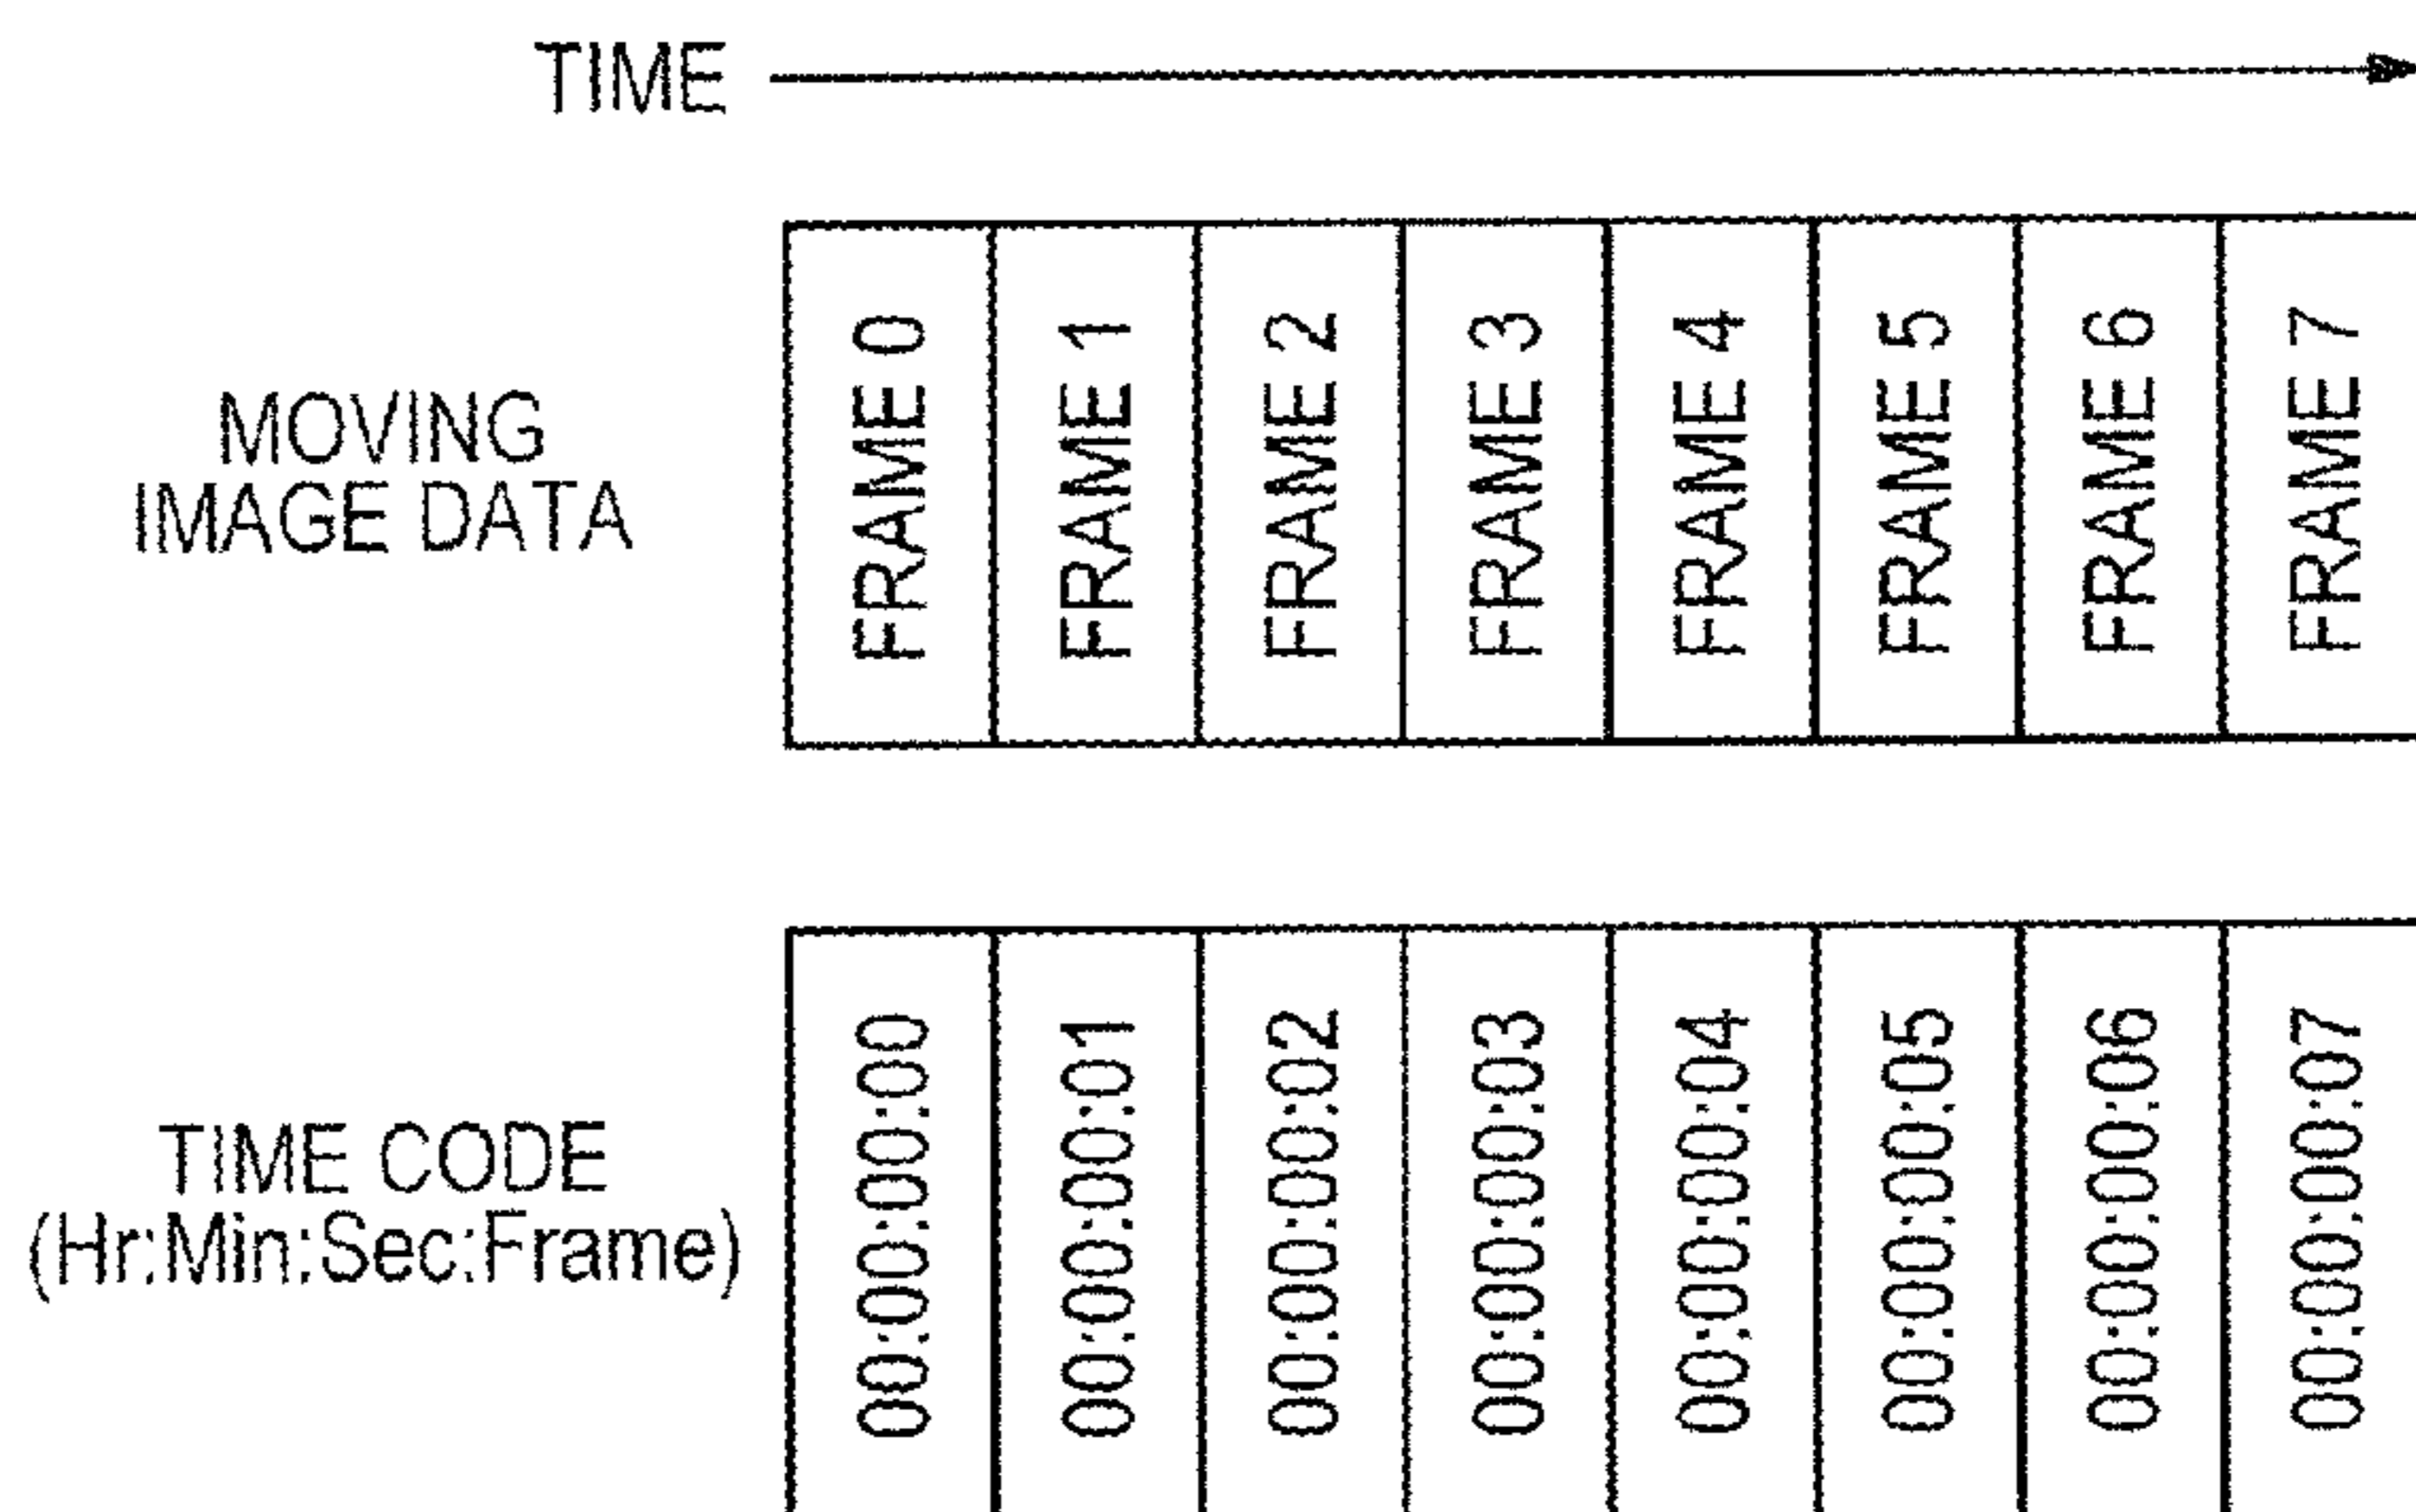 TIME
MOVING
IMAGE DATA
FRAME 0
FRAME 1
FRAME 2
FRAME 3
FRAME 4
FRAME 5
FRAME 6
FRAME 7
TIME CODE
(Hr:Min:Sec:Frame)
00:00:00:00
00:00:00:01
00:00:00:02
00:00:00:03
00:00:00:04
00:00:00:05
00:00:00:06
00:00:00:07